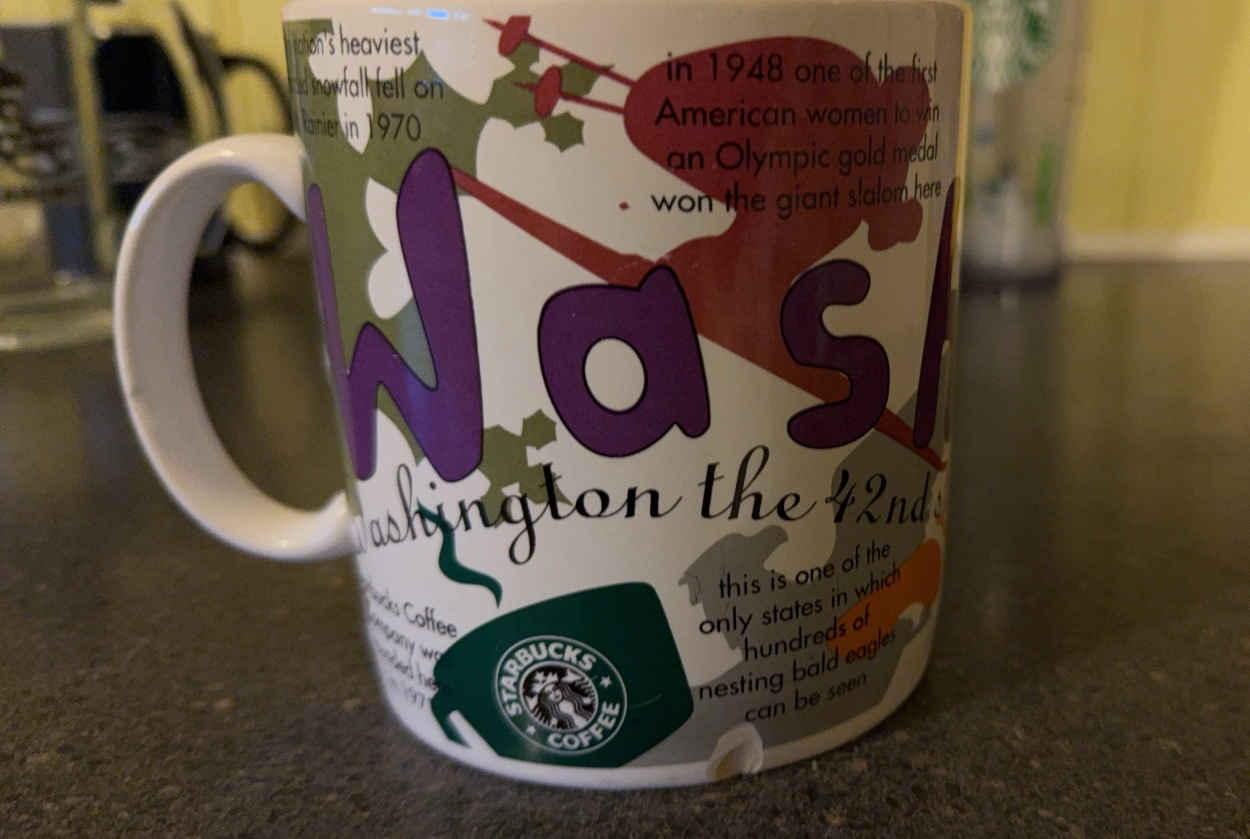 heaviest
snowfall fell on
Rainier in 1970
in 1948 one of the first
American women to win
an Olympic gold medal
won the giant slalom here
Was
Washington the 42nd
this is one of the
only states in which
hundreds of
nesting bald eagles
can be seen
Coffee
STARBUCKS
COFFEE